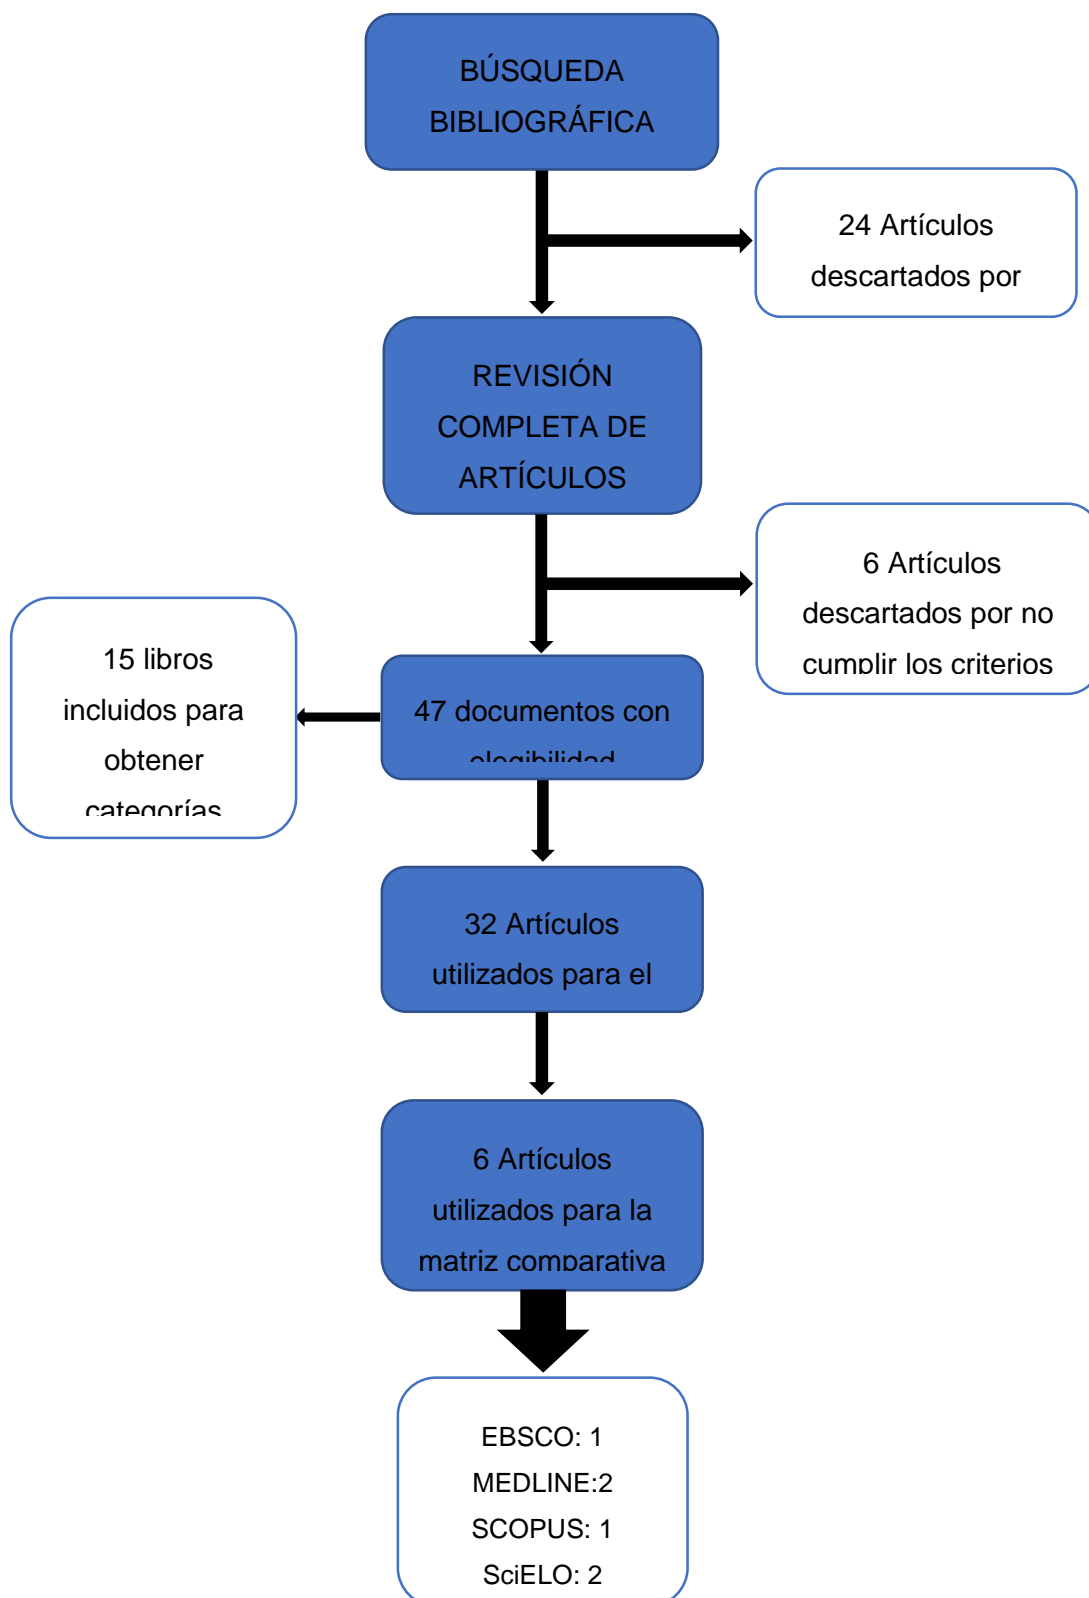 BÚSQUEDA
BIBLIOGRÁFICA
24 Artículos
descartados por
REVISIÓN
COMPLETA DE
ARTÍCULOS
6 Artículos
descartados por no
cumplir los criterios
15 libros
incluidos para
obtener
categorías
47 documentos con
elegibilidad
32 Artículos
utilizados para el
6 Artículos
utilizados para la
matriz comparativa
EBSCO: 1
MEDLINE:2
SCOPUS: 1
SciELO: 2